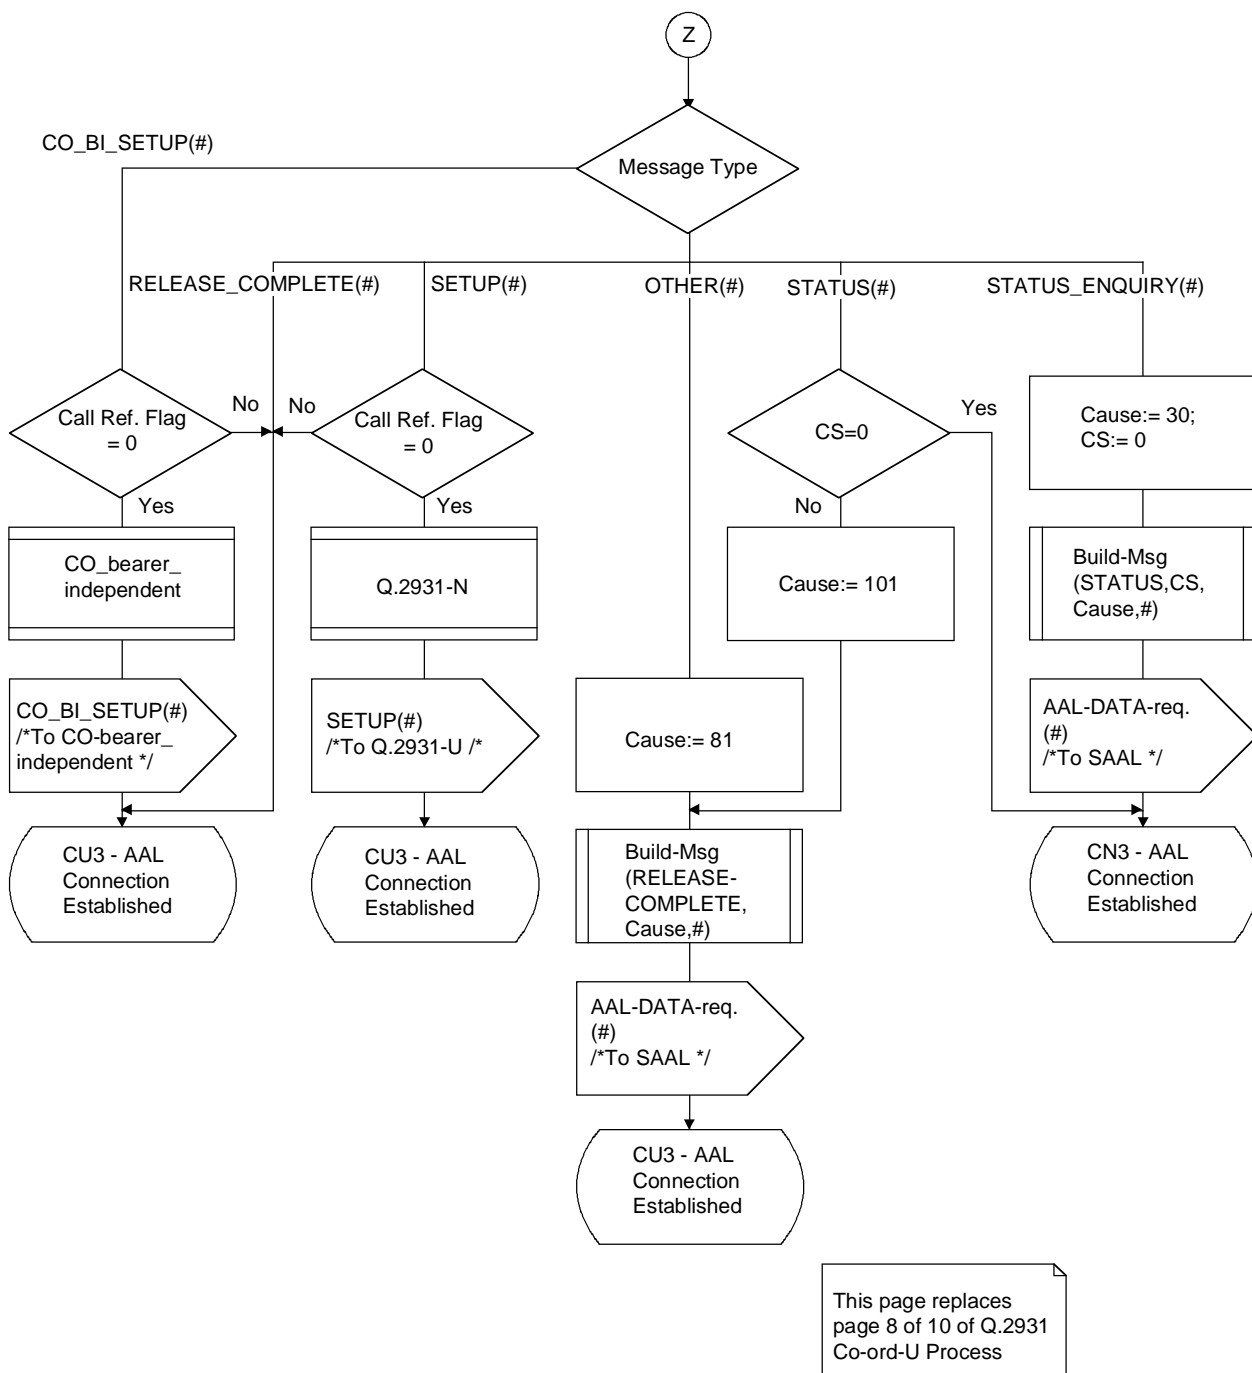 Z
Message Type
CO_BI_SETUP(#)
RELEASE_COMPLETE(#)
SETUP(#)
OTHER(#)
STATUS(#)
STATUS_ENQUIRY(#)
Call Ref. Flag
= 0
No
No
Call Ref. Flag
= 0
CS=0
Yes
Cause:= 30;
CS:= 0
Yes
Yes
No
CO_bearer_
independent
Q.2931-N
Cause:= 101
Build-Msg
(STATUS,CS,
Cause,#)
CO_BI_SETUP(#)
/*To CO-bearer_
independent */
SETUP(#)
/*To Q.2931-U /*
Cause:= 81
AAL-DATA-req.
(#)
/*To SAAL */
CU3 - AAL
Connection
Established
CU3 - AAL
Connection
Established
Build-Msg
(RELEASE-
COMPLETE,
Cause,#)
CN3 - AAL
Connection
Established
AAL-DATA-req.
(#)
/*To SAAL */
CU3 - AAL
Connection
Established
This page replaces
page 8 of 10 of Q.2931
Co-ord-U Process